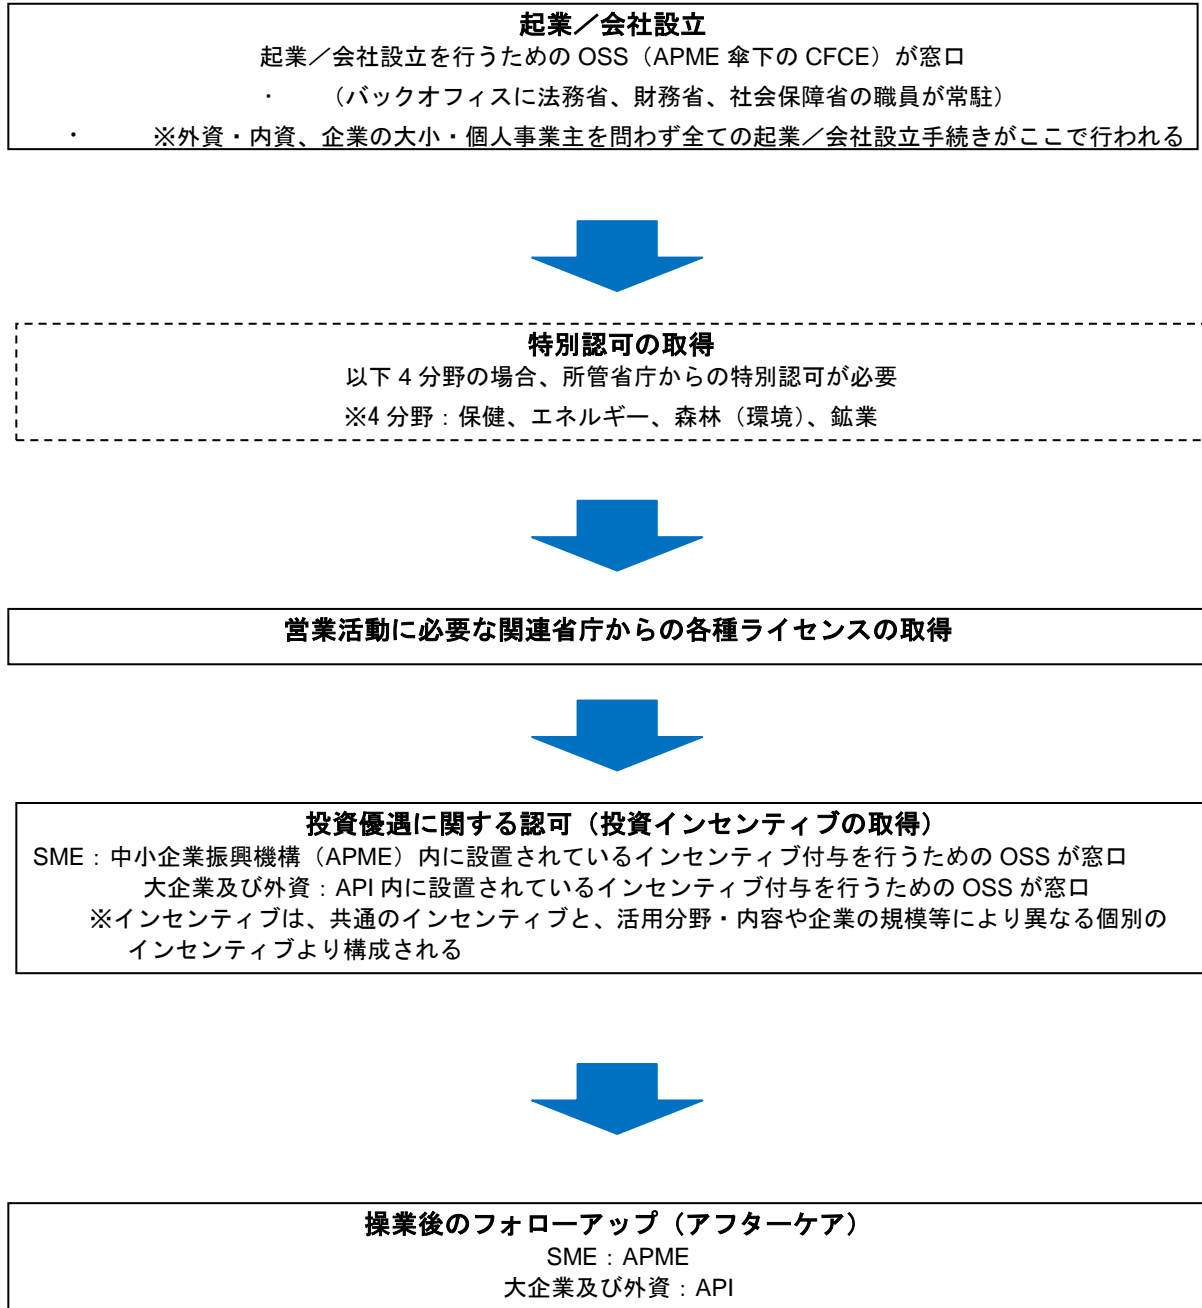 起業／会社設立
起業／会社設立を行うための OSS（APME 傘下の CFCE）が窓口
・ （バックオフィスに法務省、財務省、社会保障省の職員が常駐）
・ ※外資・内資、企業の大小・個人事業主を問わず全ての起業／会社設立手続きがここで行われる
特別認可の取得
以下 4 分野の場合、所管省庁からの特別認可が必要
※4 分野：保健、エネルギー、森林（環境）、鉱業
営業活動に必要な関連省庁からの各種ライセンスの取得
投資優遇に関する認可（投資インセンティブの取得）
SME：中小企業振興機構（APME）内に設置されているインセンティブ付与を行うための OSS が窓口
大企業及び外資：API 内に設置されているインセンティブ付与を行うための OSS が窓口
※インセンティブは、共通のインセンティブと、活用分野・内容や企業の規模等により異なる個別の
インセンティブより構成される
操業後のフォローアップ（アフターケア）
SME：APME
大企業及び外資：API